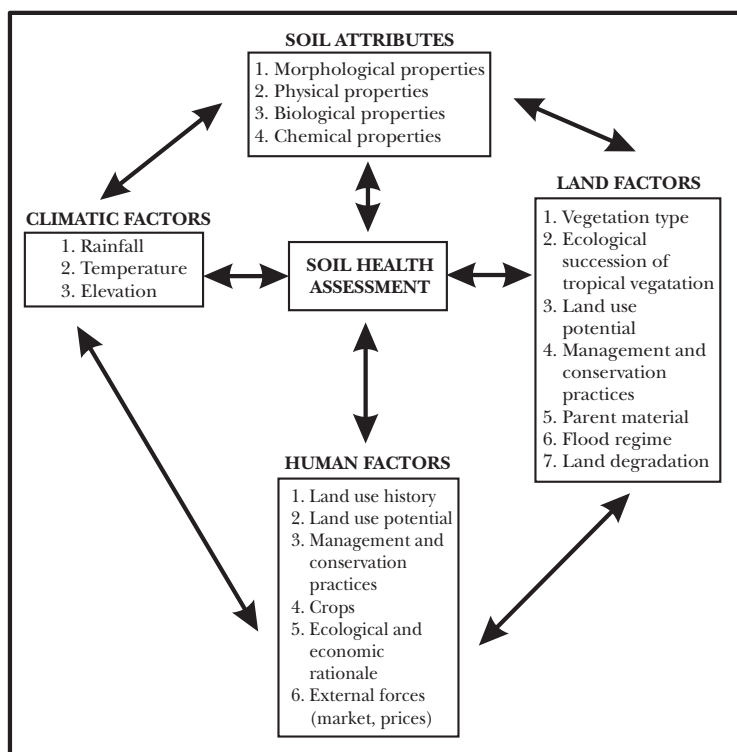 SOIL ATTRIBUTES
1. Morphological properties
2. Physical properties
3. Biological properties
4. Chemical properties
CLIMATIC FACTORS
1. Rainfall
2. Temperature
3. Elevation
SOIL HEALTH
ASSESSMENT
LAND FACTORS
1. Vegetation type
2. Ecological
succession of
tropical vegatation
3. Land use
potential
4. Management and
conservation
practices
5. Parent material
6. Flood regime
7. Land degradation
HUMAN FACTORS
1. Land use history
2. Land use potential
3. Management and
conservation
practices
4. Crops
5. Ecological and
economic
rationale
6. External forces
(market, prices)